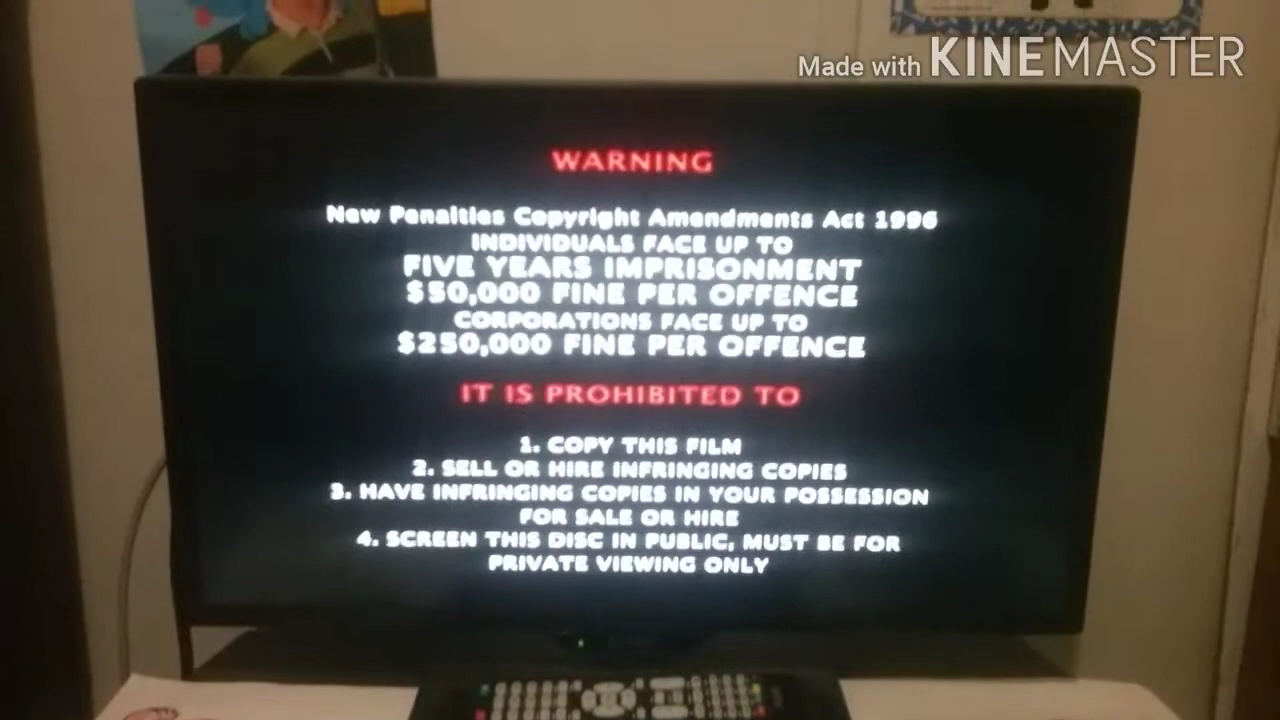 Made with KINEMASTER
WARNING
New Penalties Copyright Amendments Act 1996
INDIVIDUALS FACE UP TO
FIVE YEARS IMPRISONMENT
$50,000 FINE PER OFFENCE
CORPORATIONS FACE UP TO
$250,000 FINE PER OFFENCE
IT IS PROHIBITED TO
1. COPY THIS FILM
2. SELL OR HIRE INFRINGING COPIES
3. HAVE INFRINGING COPIES IN YOUR POSSESSION
FOR SALE OR HIRE
4. SCREEN THIS DISC IN PUBLIC, MUST BE FOR
PRIVATE VIEWING ONLY